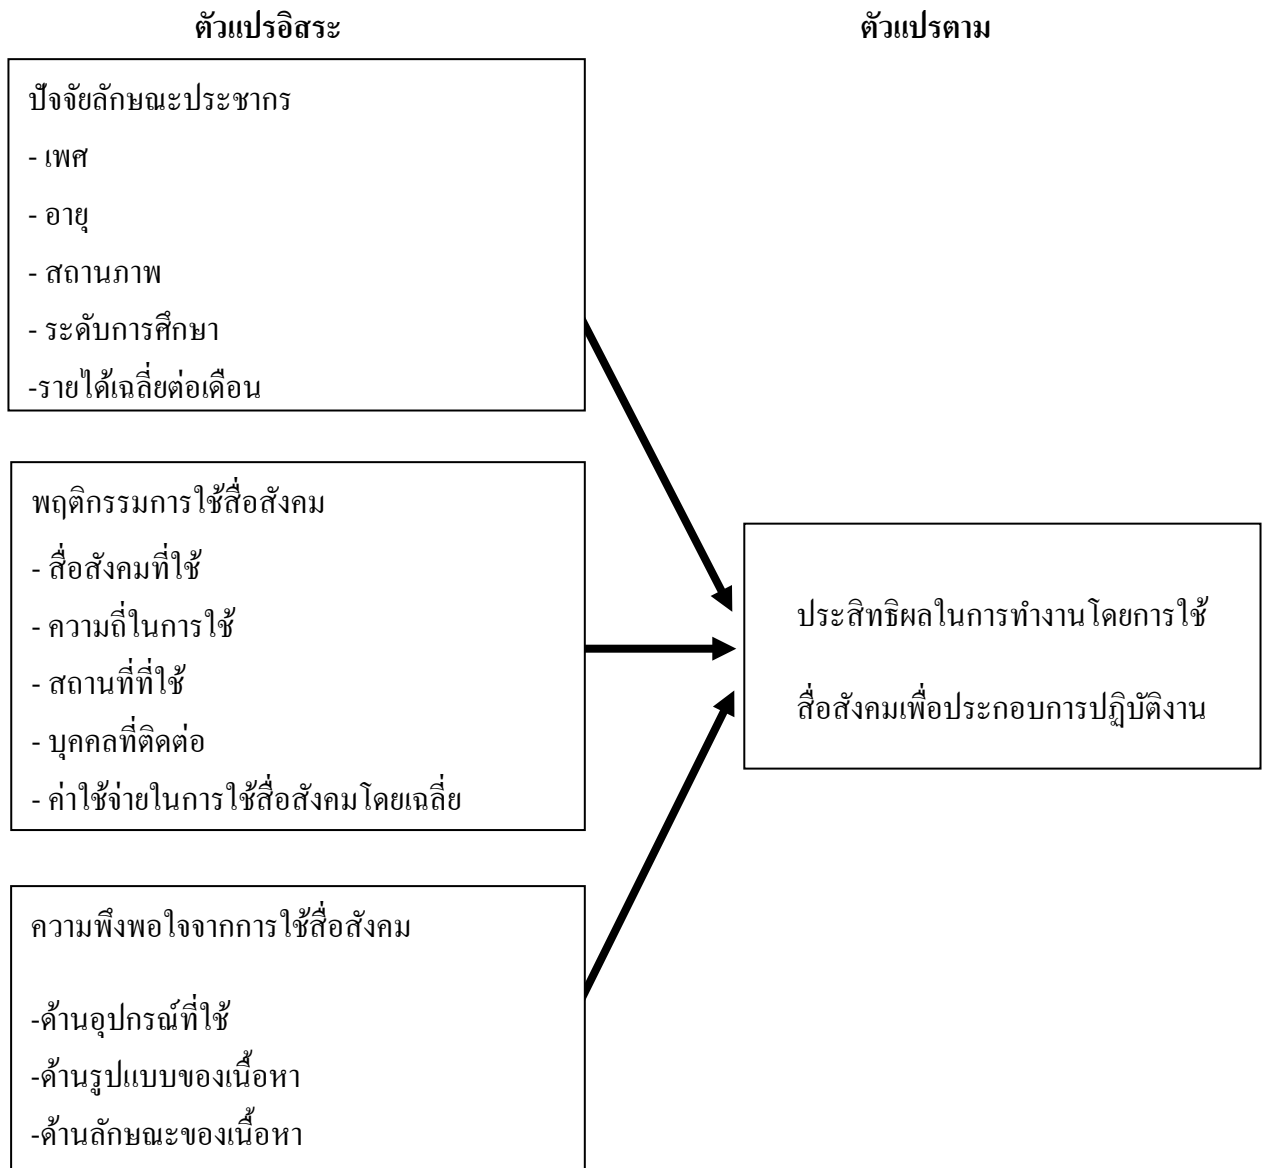 ตัวแปรอิสระ
ตัวแปรตาม
ปัจจัยลักษณะประชากร
- เพศ
- อายุ
- สถานภาพ
- ระดับการศึกษา
-รายได้เฉลี่ยต่อเดือน
พฤติกรรมการใช้สื่อสังคม
- สื่อสังคมที่ใช้
- ความถี่ในการใช้
- สถานที่ที่ใช้
- บุคคลที่ติดต่อ
- ค่าใช้จ่ายในการใช้สื่อสังคมโดยเฉลี่ย
ความพึงพอใจจากการใช้สื่อสังคม
-ด้านอุปกรณ์ที่ใช้
-ด้านรูปแบบของเนื้อหา
-ด้านลักษณะของเนื้อหา
ประสิทธิผลในการทำงานโดยการใช้
สื่อสังคมเพื่อประกอบการปฏิบัติงาน